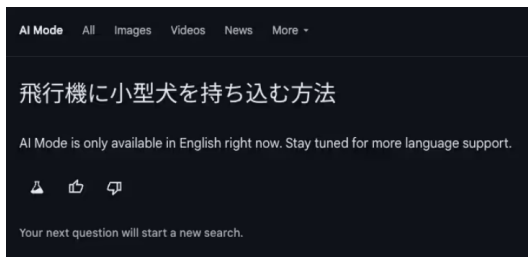 AI Mode All Images Videos News More
飛行機に小型犬を持ち込む方法
AI Mode is only available in English right now. Stay tuned for more language support.
Your next question will start a new search.